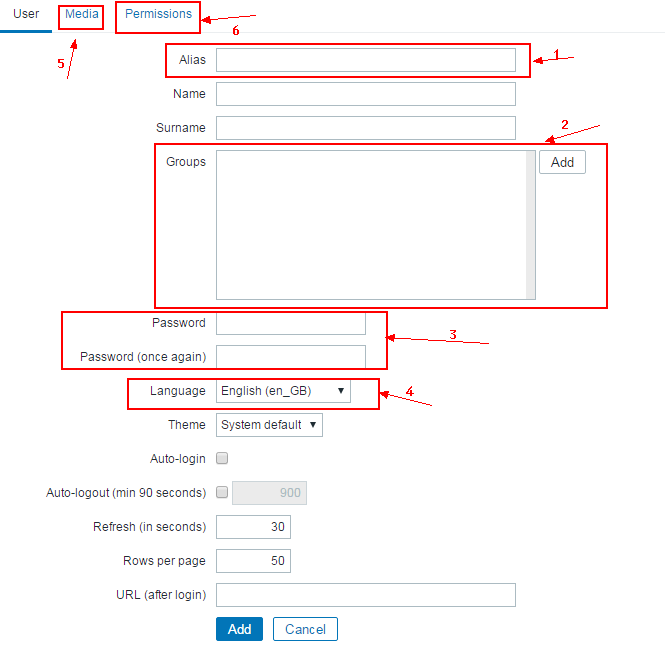 User Media Permissions
6
5
1
Alias
Name
Surname
2
Groups Add
Password
3
Password (once again)
Language English (en_GB) ▼
4
Theme System default ▼
Auto-login
Auto-logout (min 90 seconds) 900
Refresh (in seconds) 30
Rows per page 50
URL (after login)
Add Cancel